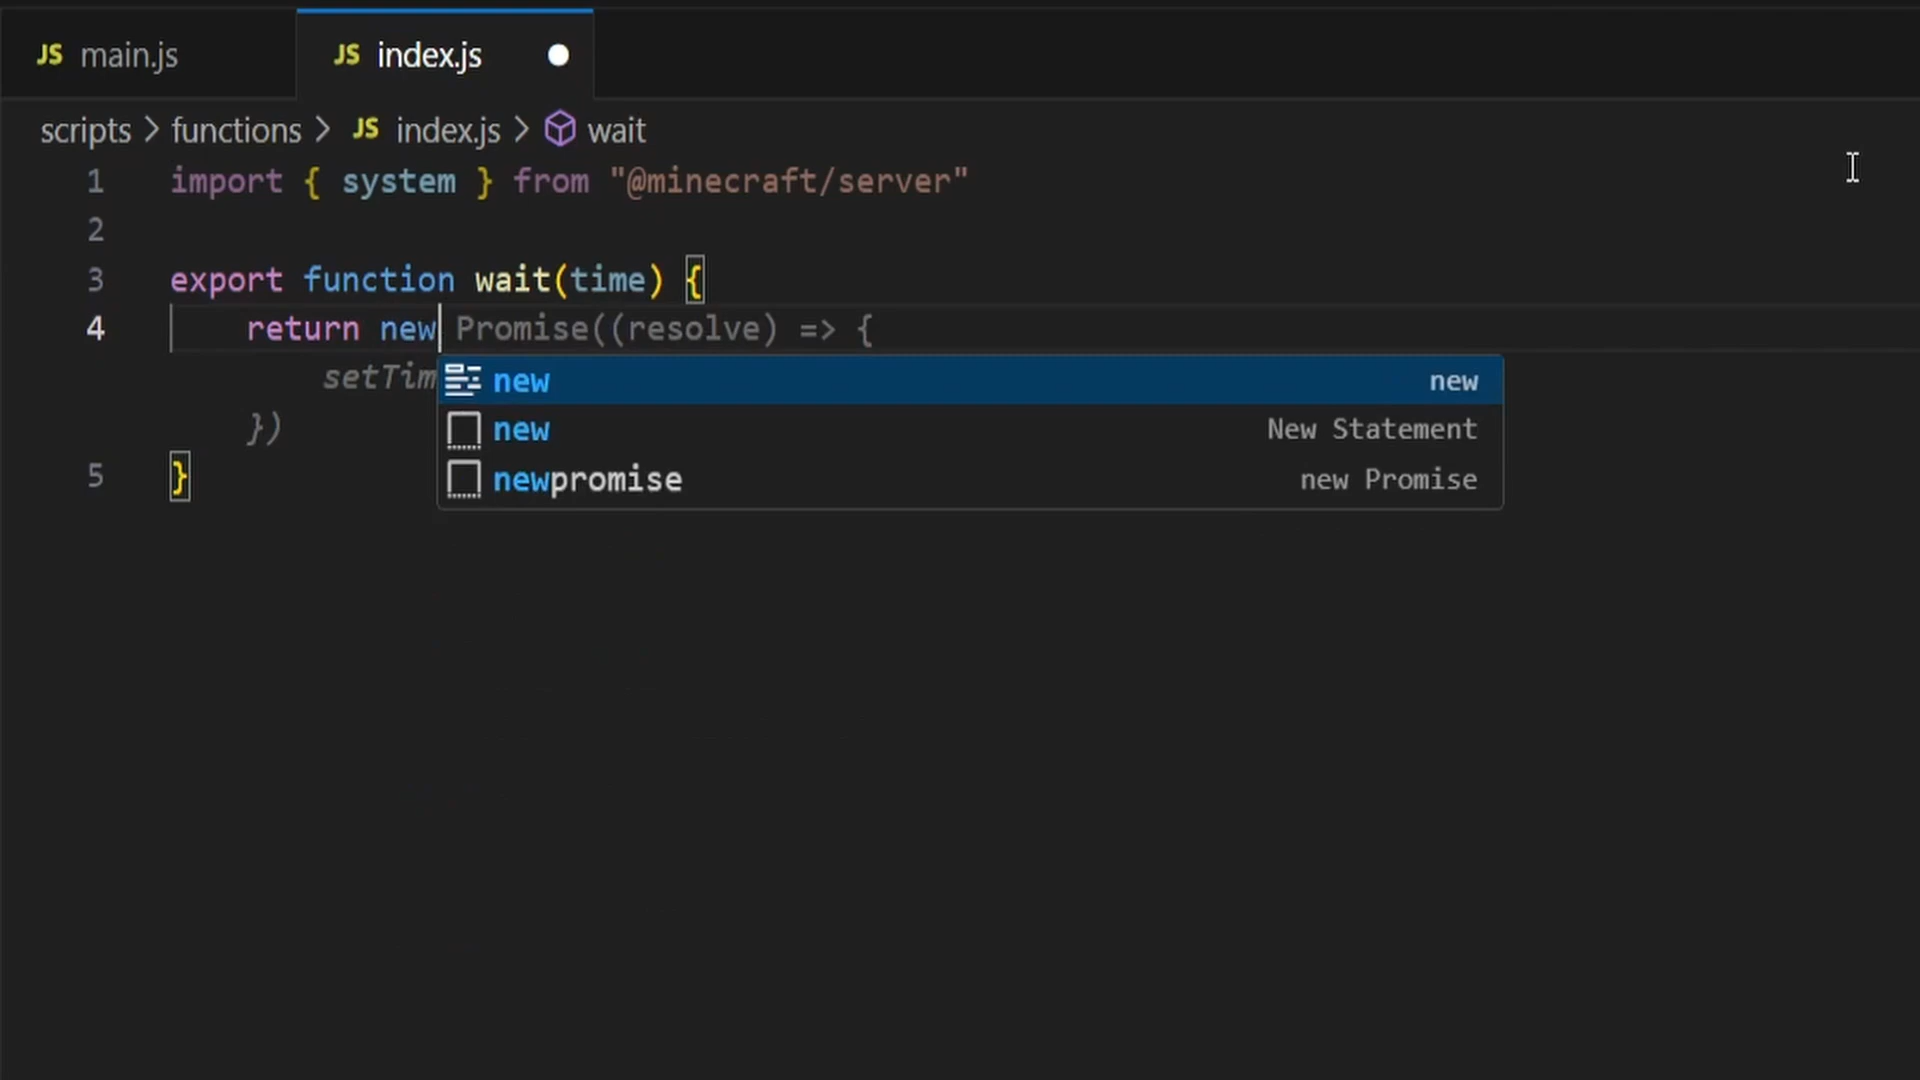 JS main.js JS index.js
scripts > functions > JS index.js > wait
1 import { system } from "@minecraft/server"
2
3 export function wait(time) {
4 return new Promise((resolve) => {
setTim
new new
new New Statement
newpromise new Promise
})
5 }